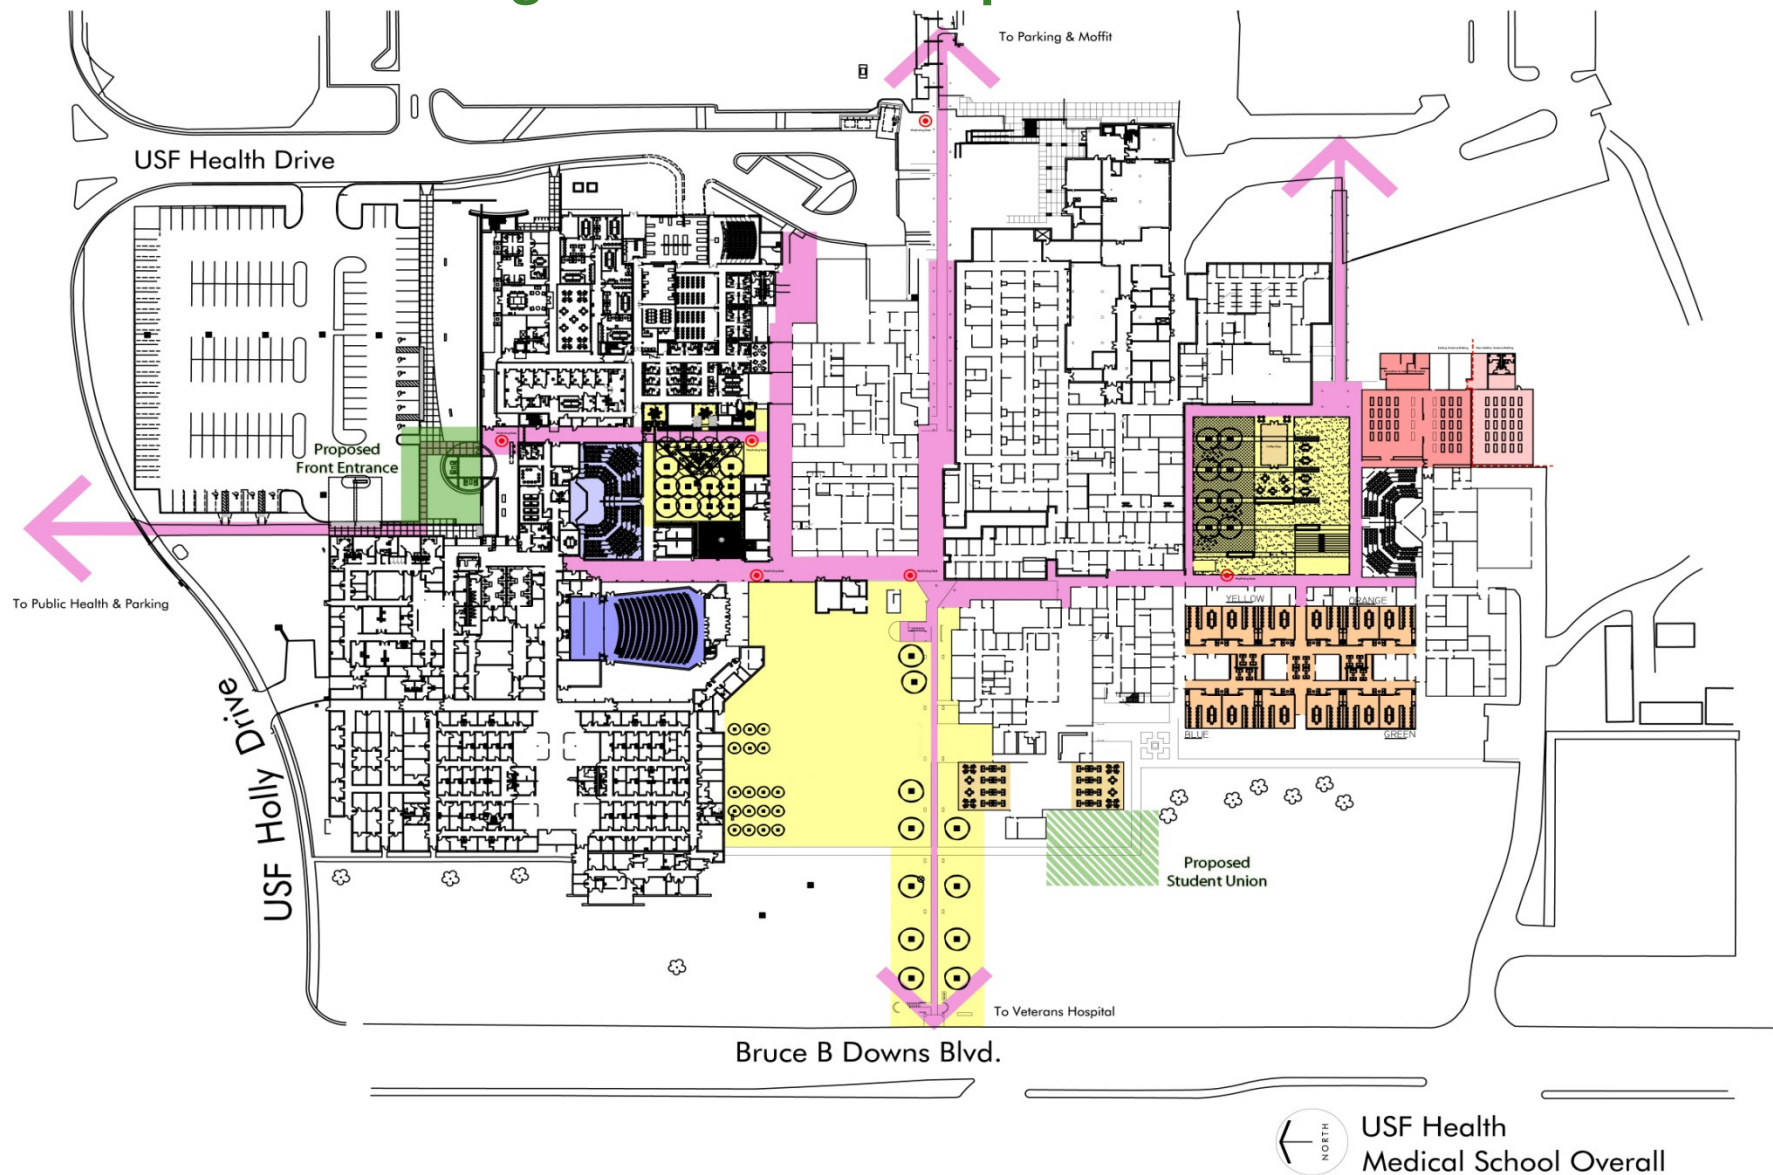 To Parking & Moffit
USF Health Drive
Proposed
Front Entrance
To Public Health & Parking
USF Holly Drive
YELLOW
ORANGE
BLUE
GREEN
Proposed
Student Union
To Veterans Hospital
Bruce B Downs Blvd.
NORTH
USF Health
Medical School Overall